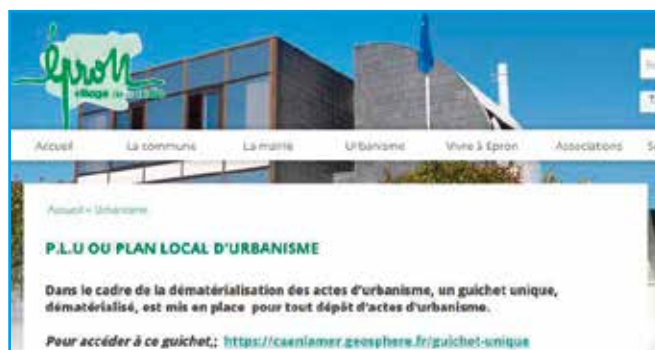 épron
village
Accueil La commune La mairie Urbanisme Vivre à Epron Associations
Accueil » Urbanisme
P.L.U OU PLAN LOCAL D'URBANISME
Dans le cadre de la dématérialisation des actes d'urbanisme, un guichet unique,
dématérialisé, est mis en place pour tout dépôt d'actes d'urbanisme.
Pour accéder à ce guichet,: https://caenlamer.geosphere.fr/guichet-unique